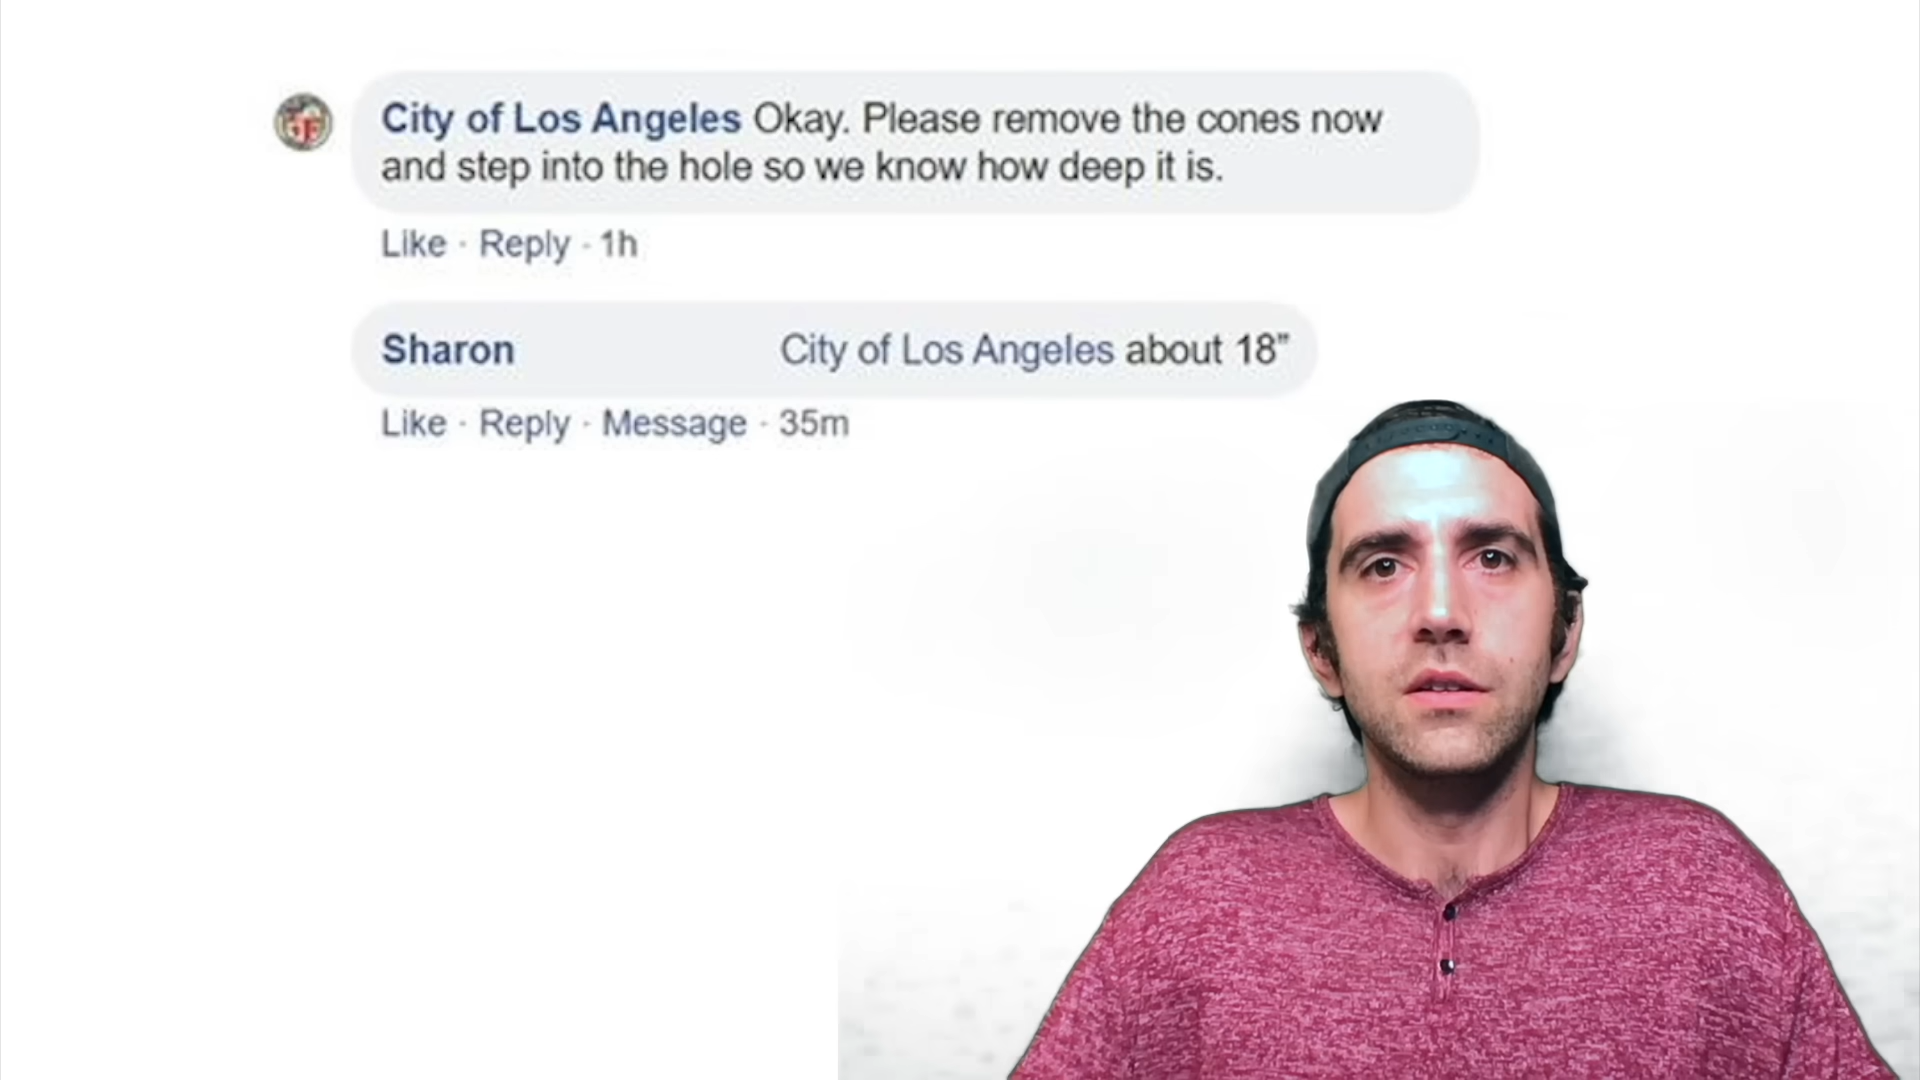 City of Los Angeles Okay. Please remove the cones now
and step into the hole so we know how deep it is.
Like · Reply · 1h
Sharon City of Los Angeles about 18”
Like · Reply · Message · 35m